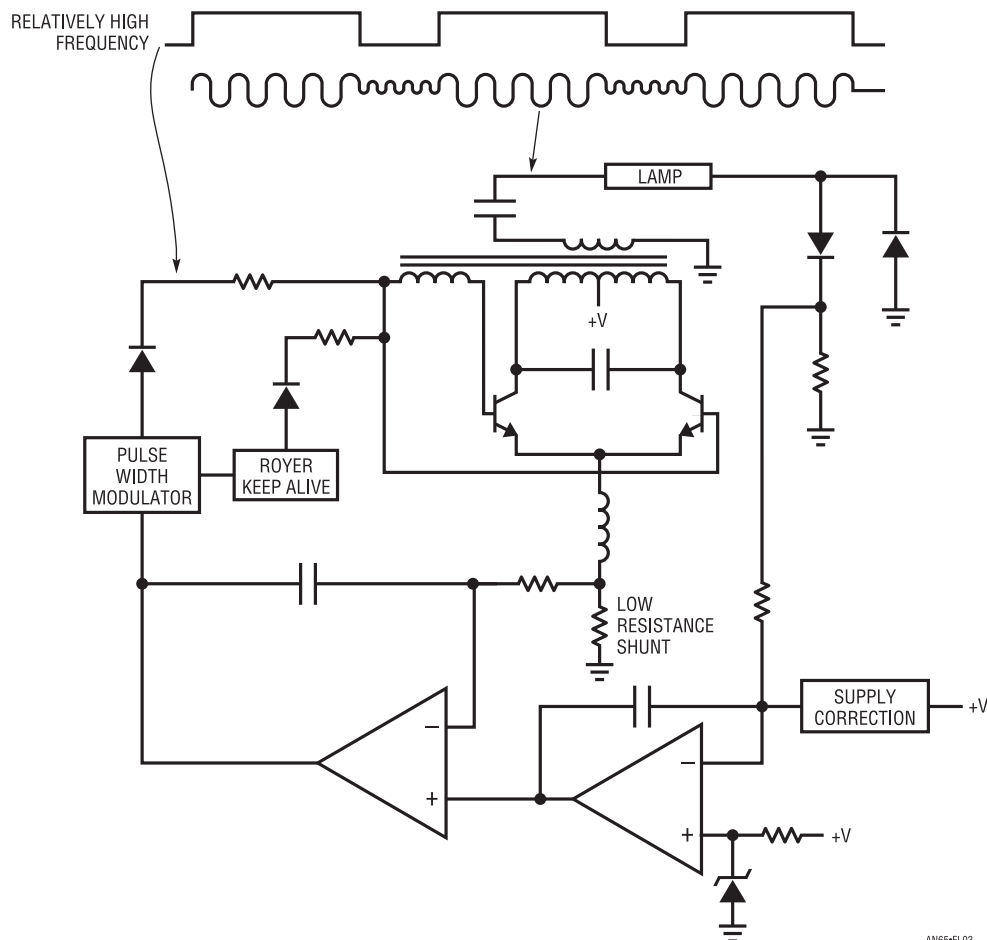 RELATIVELY HIGH
FREQUENCY
LAMP
+V
PULSE
WIDTH
MODULATOR
ROYER
KEEP ALIVE
LOW
RESISTANCE
SHUNT
SUPPLY
CORRECTION
+V
–
+
–
+
+V